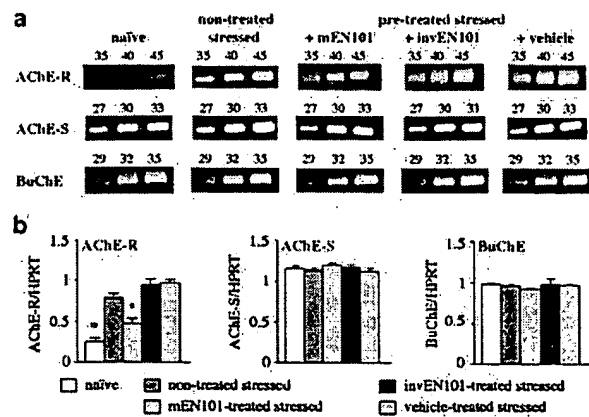 a
non-treated pre-treated stressed
naïve stressed + mEN101 + invEN101 + vehicle
35 40 45 35 40 45 35 40 45 35 40 45 35 40 45
AChE-R
27 30 33 27 30 33 27 30 33 27 30 33 27 30 33
AChE-S
29 32 35 29 32 35 29 32 35 29 32 35 29 32 35
BuChE
b
1.5 AChE-R 1.5 AChE-S 1.5 BuChE
AChE-R/HPRT AChE-S/HPRT BuChE/HPRT
1 1 1
* *
0.5 0.5 0.5
0 0 0
naïve non-treated stressed invEN101-treated stressed
mEN101-treated stressed vehicle-treated stressed